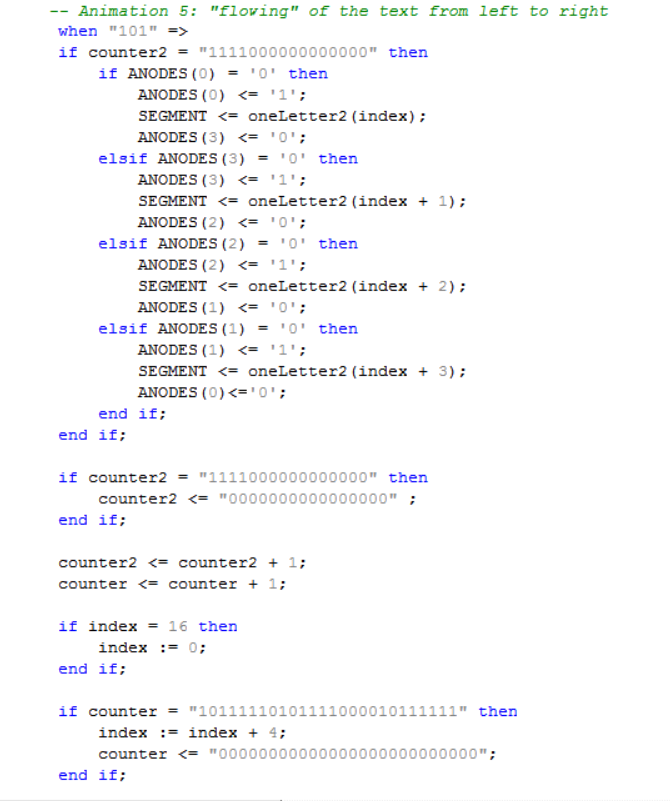 -- Animation 5: "flowing" of the text from left to right
when "101" =>
if counter2 = "1111000000000000" then
if ANODES(0) = '0' then
ANODES(0) <= '1';
SEGMENT <= oneLetter2(index);
ANODES(3) <= '0';
elsif ANODES(3) = '0' then
ANODES(3) <= '1';
SEGMENT <= oneLetter2(index + 1);
ANODES(2) <= '0';
elsif ANODES(2) = '0' then
ANODES(2) <= '1';
SEGMENT <= oneLetter2(index + 2);
ANODES(1) <= '0';
elsif ANODES(1) = '0' then
ANODES(1) <= '1';
SEGMENT <= oneLetter2(index + 3);
ANODES(0)<='0';
end if;
end if;
if counter2 = "1111000000000000" then
counter2 <= "0000000000000000" ;
end if;
counter2 <= counter2 + 1;
counter <= counter + 1;
if index = 16 then
index := 0;
end if;
if counter = "10111110101111000010111111" then
index := index + 4;
counter <= "00000000000000000000000000";
end if;